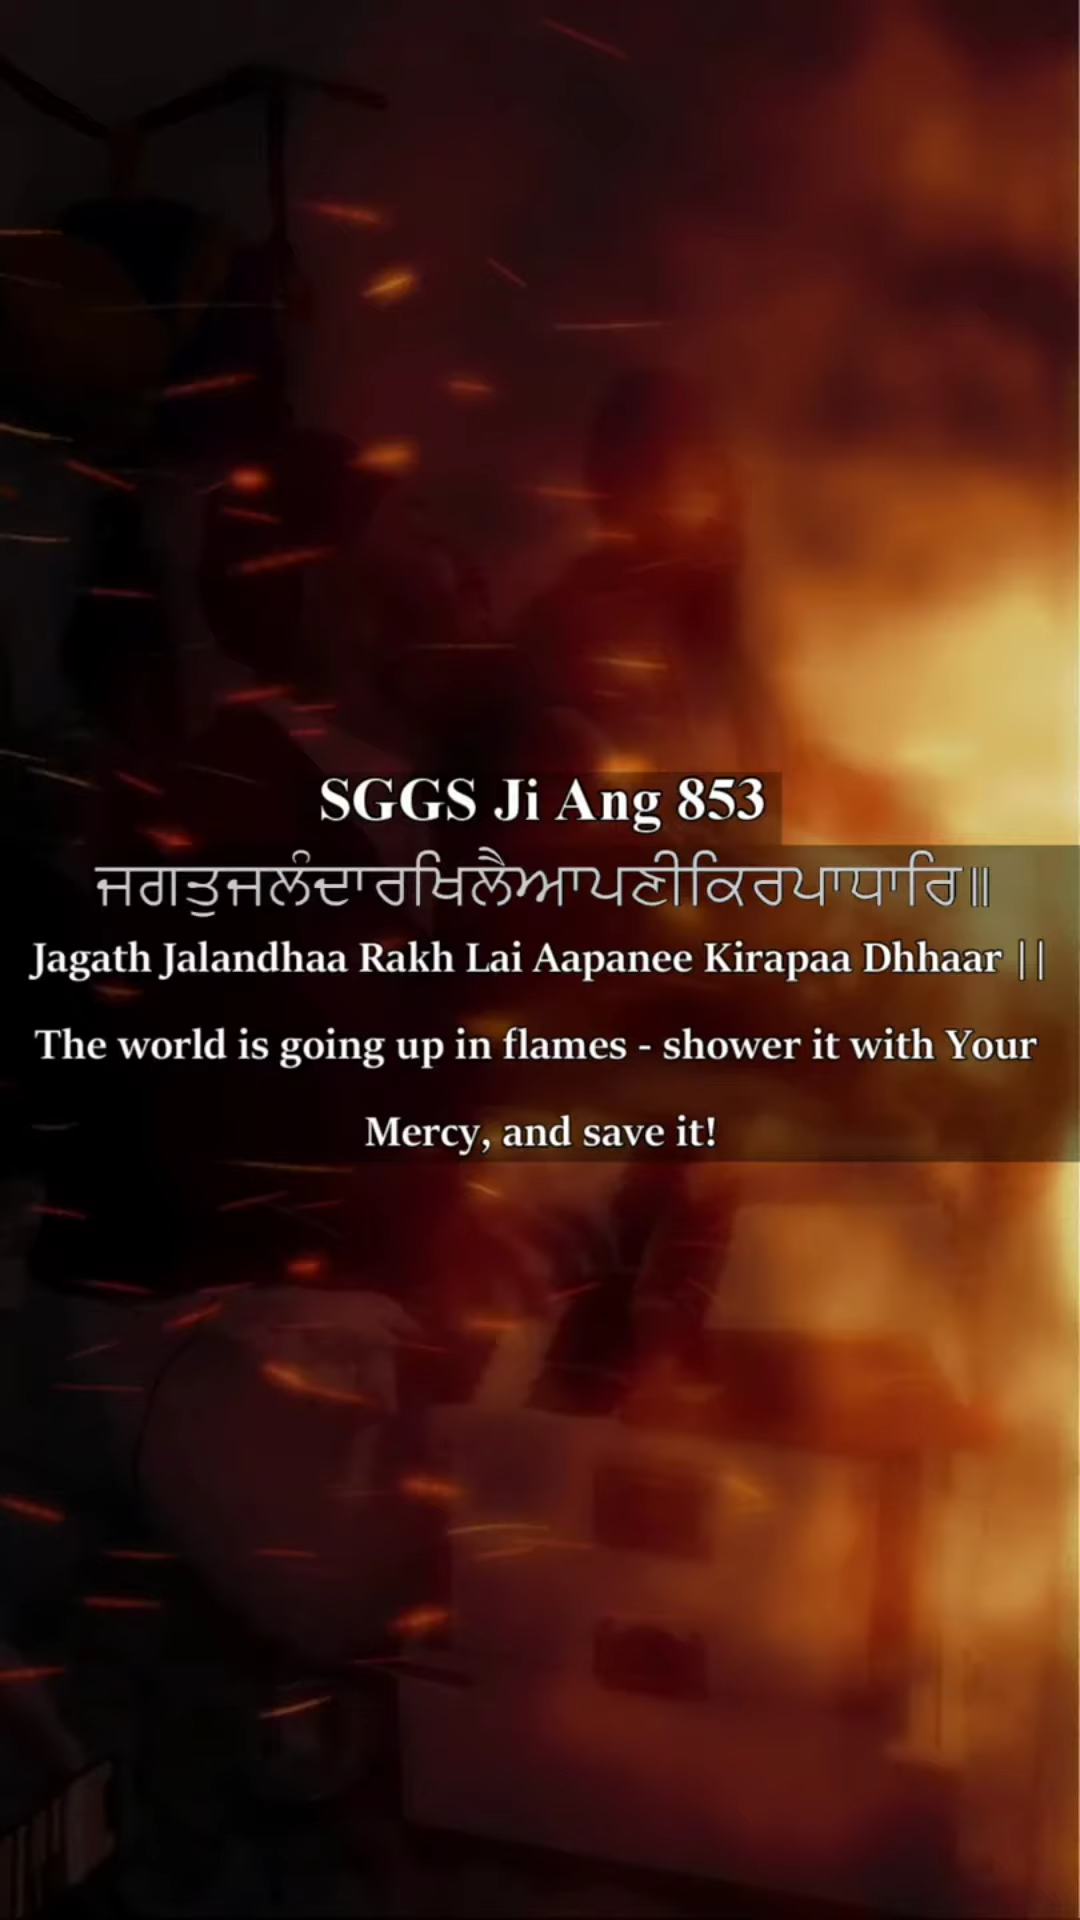 SGGS Ji Ang 853
ਜਗਤੁਜਲੰਦਾਰਖਿਲੈਆਪਣੀਕਿਰਪਾਧਾਰਿ॥
Jagath Jalandhaa Rakh Lai Aapanee Kirapaa Dhhaar ||
The world is going up in flames - shower it with Your
Mercy, and save it!